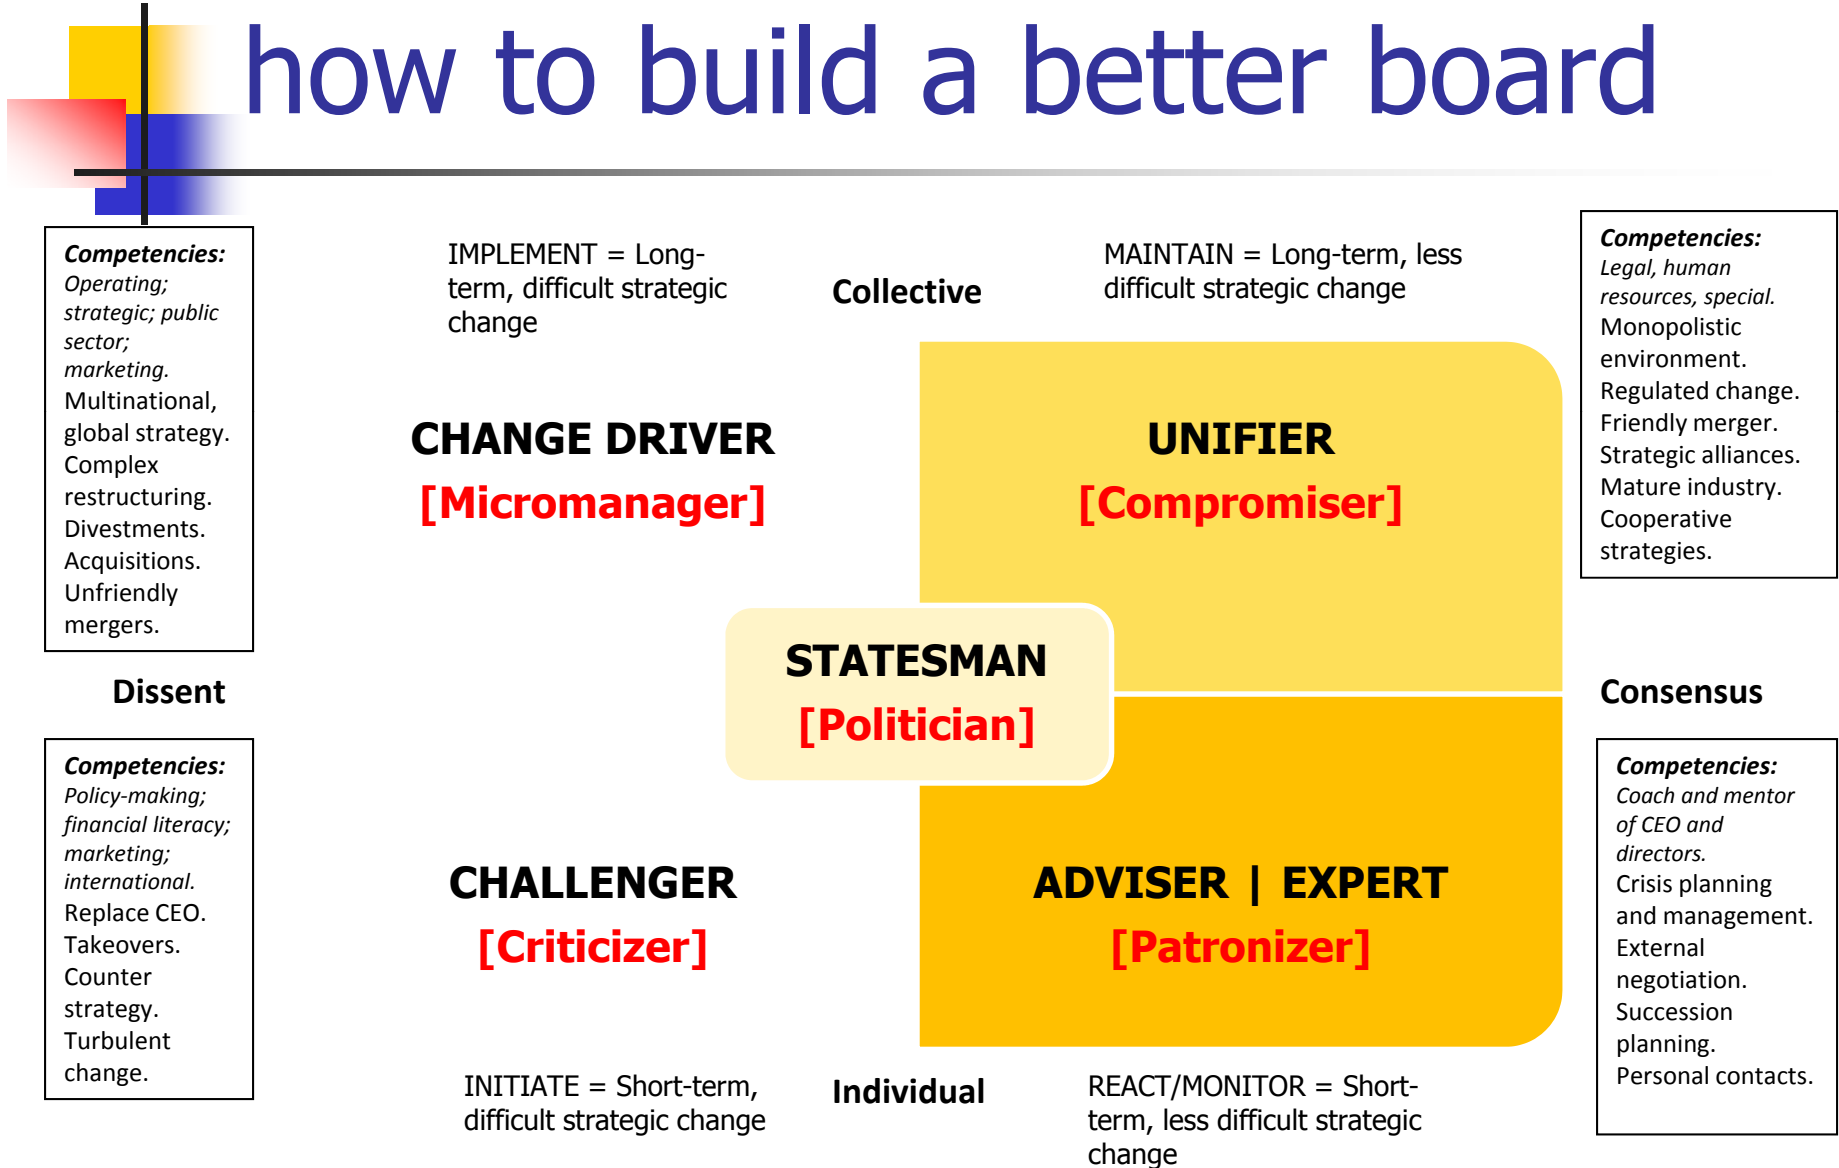 how to build a better board
Competencies:
Operating;
strategic; public
sector;
marketing.
Multinational,
global strategy.
Complex
restructuring.
Divestments.
Acquisitions.
Unfriendly
mergers.
IMPLEMENT = Long-
term, difficult strategic
change
Collective
MAINTAIN = Long-term, less
difficult strategic change
Competencies:
Legal, human
resources, special.
Monopolistic
environment.
Regulated change.
Friendly merger.
Strategic alliances.
Mature industry.
Cooperative
strategies.
CHANGE DRIVER
[Micromanager]
UNIFIER
[Compromiser]
STATESMAN
[Politician]
Dissent
Consensus
Competencies:
Policy-making;
financial literacy;
marketing;
international.
Replace CEO.
Takeovers.
Counter
strategy.
Turbulent
change.
CHALLENGER
[Criticizer]
ADVISER | EXPERT
[Patronizer]
Competencies:
Coach and mentor
of CEO and
directors.
Crisis planning
and management.
External
negotiation.
Succession
planning.
Personal contacts.
INITIATE = Short-term,
difficult strategic change
Individual
REACT/MONITOR = Short-
term, less difficult strategic
change